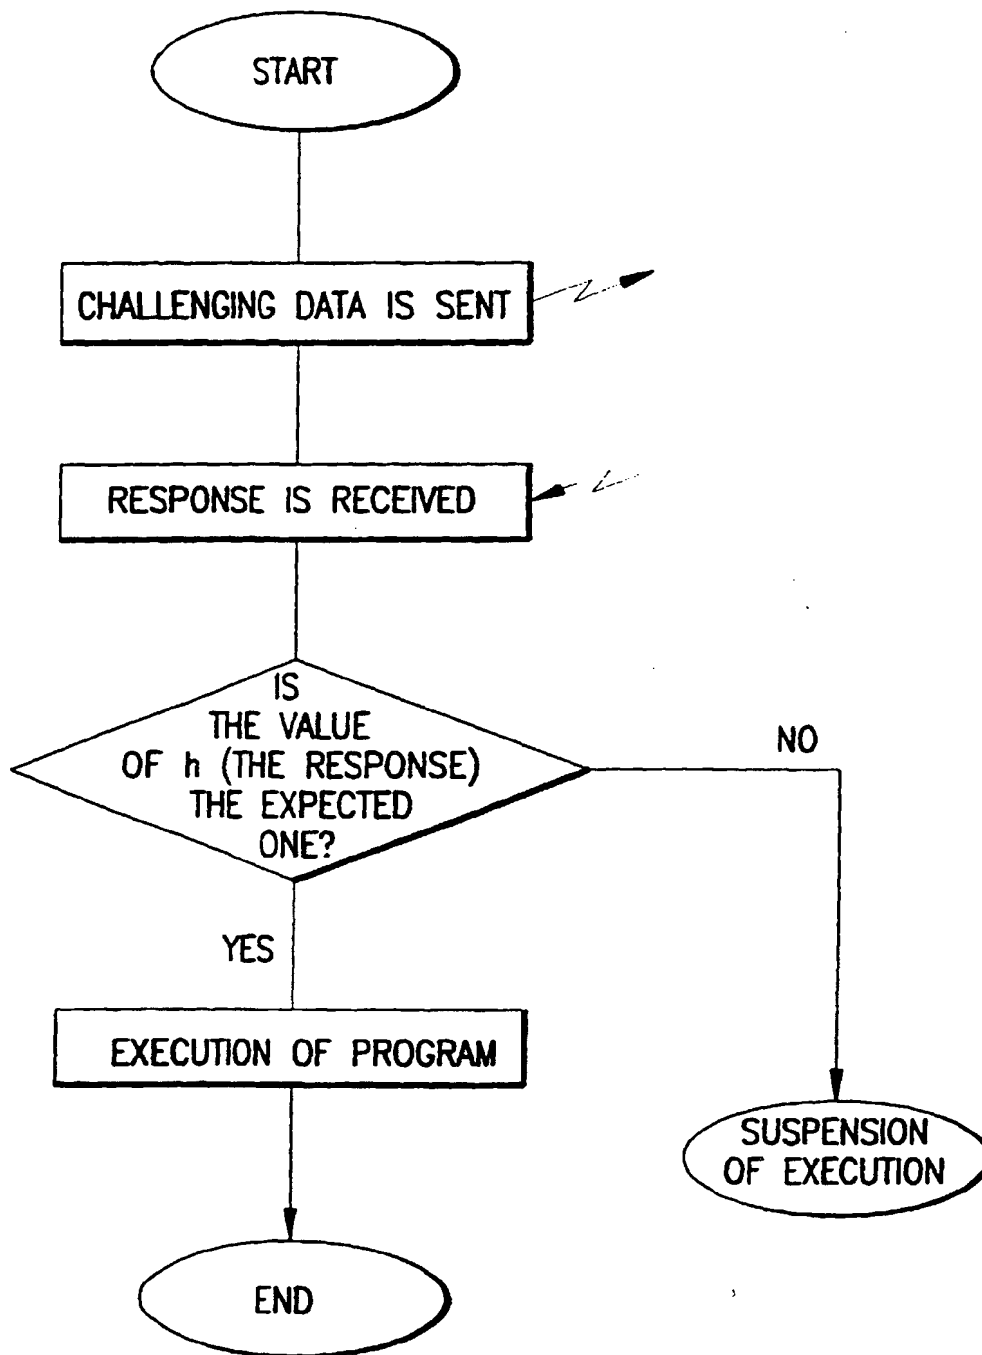 START
CHALLENGING DATA IS SENT
RESPONSE IS RECEIVED
IS
THE VALUE
OF h (THE RESPONSE)
THE EXPECTED
ONE?
NO
YES
EXECUTION OF PROGRAM
SUSPENSION
OF EXECUTION
END